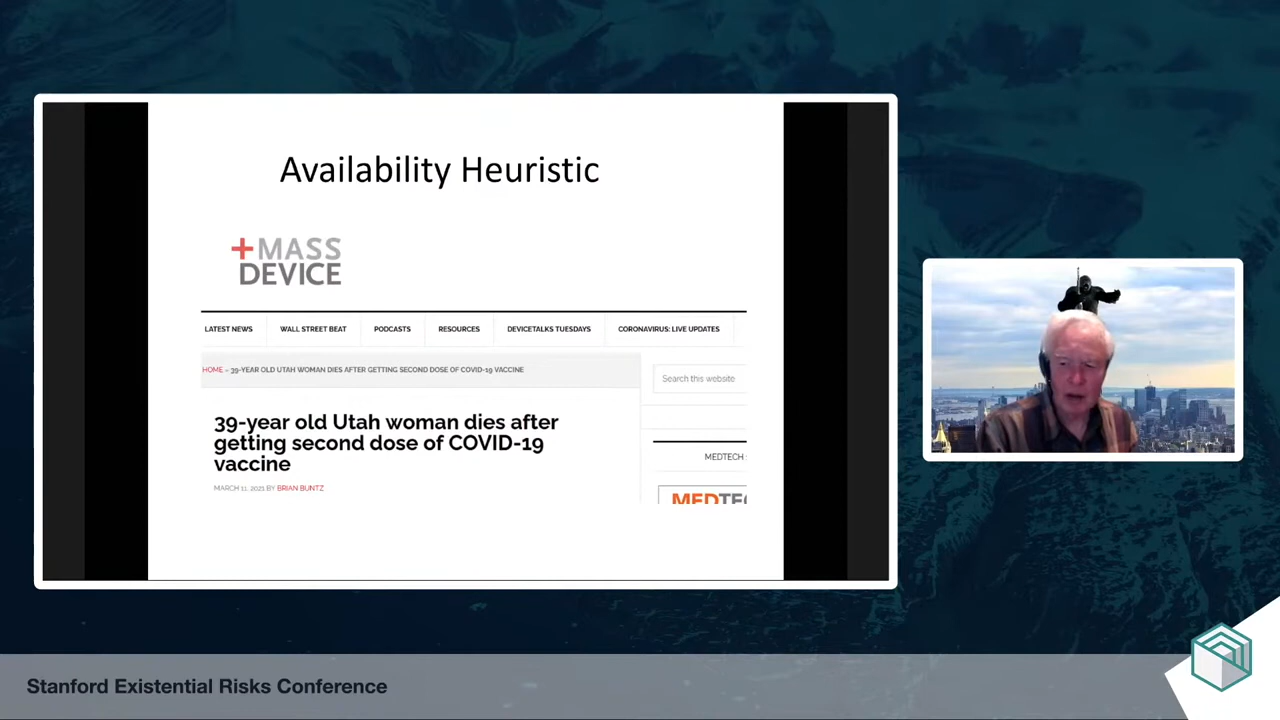 Availability Heuristic
+MASS
DEVICE
LATEST NEWS
WALL STREET BEAT
PODCASTS
RESOURCES
DEVICETALKS TUESDAYS
CORONAVIRUS: LIVE UPDATES
HOME » 39-YEAR OLD UTAH WOMAN DIES AFTER GETTING SECOND DOSE OF COVID-19 VACCINE
Search this website
39-year old Utah woman dies after
getting second dose of COVID-19
vaccine
MARCH 11, 2021 BY BRIAN BUNTZ
MEDTECH
MEDTEC
Stanford Existential Risks Conference